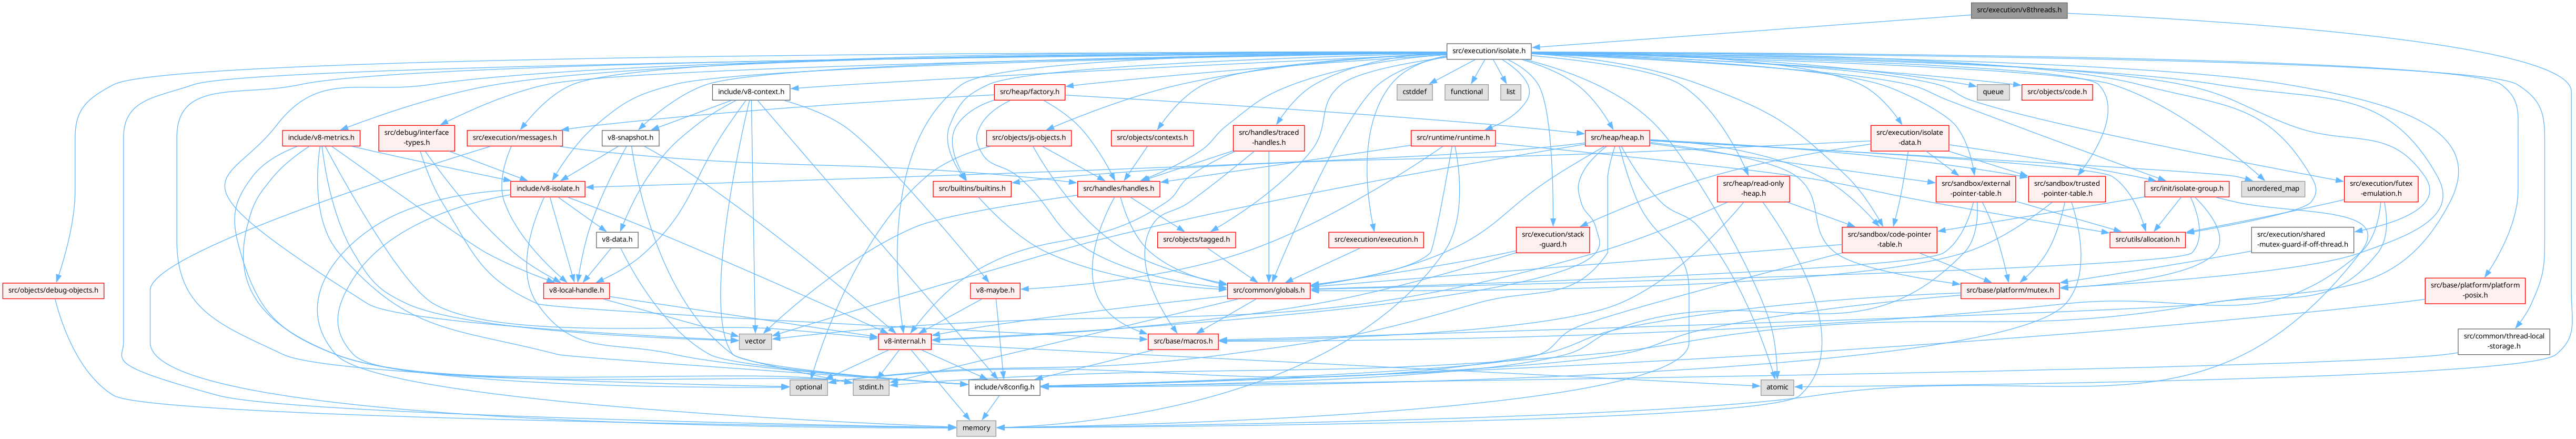 src/execution/v8threads.h
src/execution/isolate.h
include/v8-context.h
src/heap/factory.h
cstddef
functional
list
queue
src/objects/code.h
include/v8-metrics.h
src/debug/interface
-types.h
src/execution/messages.h
v8-snapshot.h
src/objects/js-objects.h
src/objects/contexts.h
src/handles/traced
-handles.h
src/runtime/runtime.h
src/heap/heap.h
src/execution/isolate
-data.h
include/v8-isolate.h
src/builtins/builtins.h
src/handles/handles.h
src/heap/read-only
-heap.h
src/sandbox/external
-pointer-table.h
src/sandbox/trusted
-pointer-table.h
src/init/isolate-group.h
unordered_map
src/execution/futex
-emulation.h
v8-data.h
src/objects/tagged.h
src/execution/execution.h
src/execution/stack
-guard.h
src/sandbox/code-pointer
-table.h
src/utils/allocation.h
src/execution/shared
-mutex-guard-if-off-thread.h
src/objects/debug-objects.h
v8-local-handle.h
v8-maybe.h
src/common/globals.h
src/base/platform/mutex.h
src/base/platform/platform
-posix.h
vector
v8-internal.h
src/base/macros.h
src/common/thread-local
-storage.h
optional
stdint.h
include/v8config.h
atomic
memory